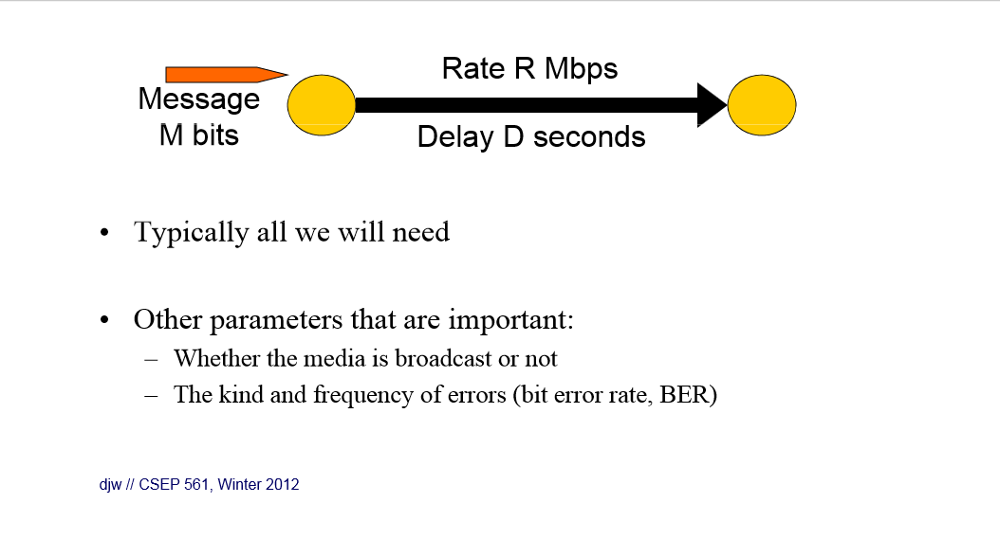 Rate R Mbps
Message
M bits
Delay D seconds
• Typically all we will need
• Other parameters that are important:
– Whether the media is broadcast or not
– The kind and frequency of errors (bit error rate, BER)
djw // CSEP 561, Winter 2012